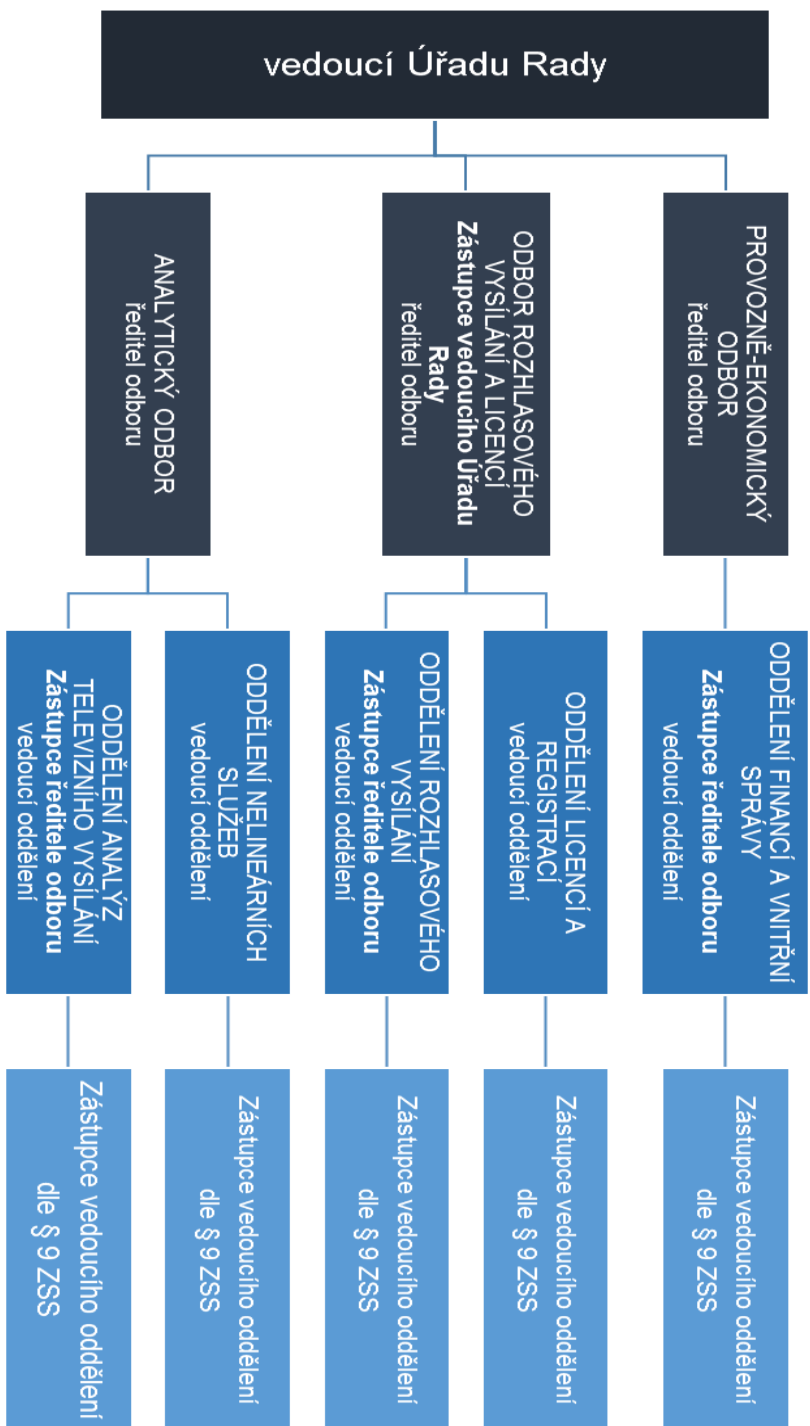 vedoucí Úřadu Rady
PROVOZNĚ-EKONOMICKÝ
ODBOR
ředitel odboru
ODBOR ROZHLASOVÉHO
VYSÍLÁNÍ A LICENCÍ
Zástupce vedoucího Úřadu
Rady
ředitel odboru
ANALYTICKÝ ODBOR
ředitel odboru
ODDĚLENÍ FINANCÍ A VNITŘNÍ
SPRÁVY
Zástupce ředitele odboru
vedoucí oddělení
ODDĚLENÍ LICENCÍ A
REGISTRACÍ
vedoucí oddělení
ODDĚLENÍ ROZHLASOVÉHO
VYSÍLÁNÍ
Zástupce ředitele odboru
vedoucí oddělení
ODDĚLENÍ NELINEÁRNÍCH
SLUŽEB
vedoucí oddělení
ODDĚLENÍ ANALÝZ
TELEVIZNÍHO VYSÍLÁNÍ
Zástupce ředitele odboru
vedoucí oddělení
Zástupce vedoucího oddělení
dle § 9 ZSS
Zástupce vedoucího oddělení
dle § 9 ZSS
Zástupce vedoucího oddělení
dle § 9 ZSS
Zástupce vedoucího oddělení
dle § 9 ZSS
Zástupce vedoucího oddělení
dle § 9 ZSS